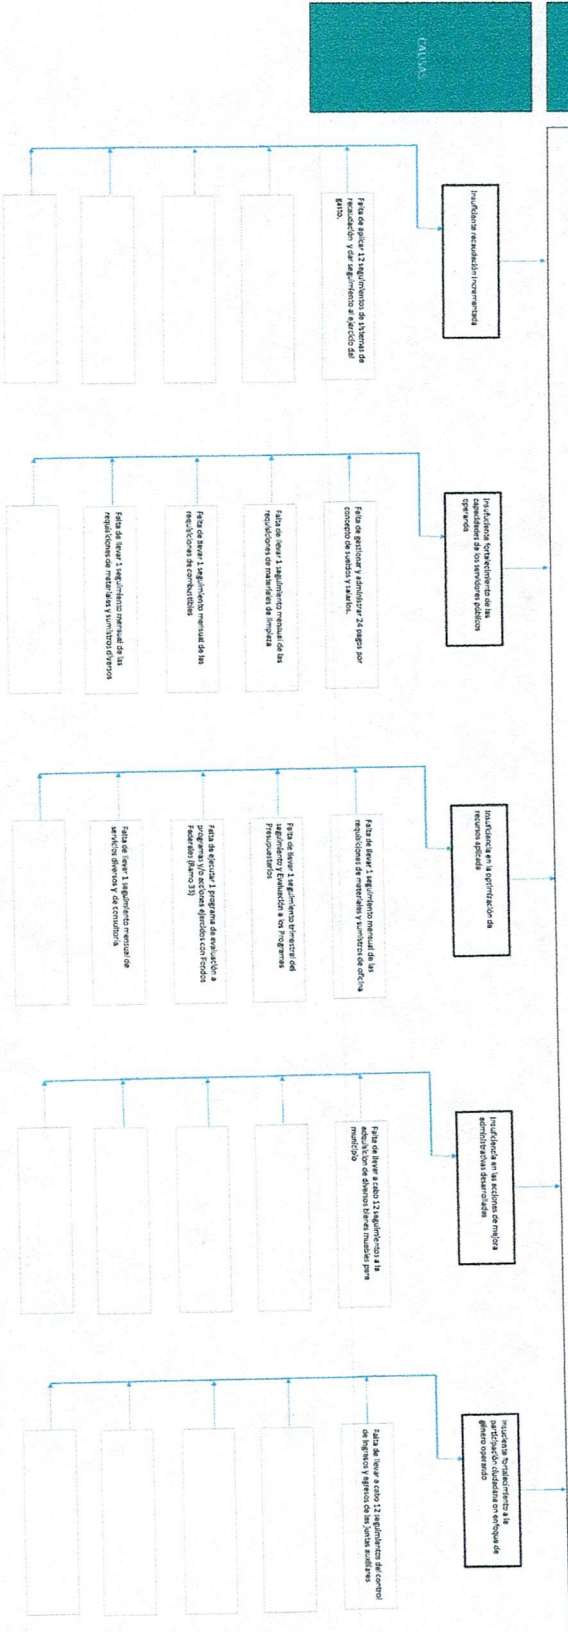 CAUSAS
Insuficiente recaudación incrementada
Falta de aplicar 12 seguimientos de sistemas de
recaudación y dar seguimiento al ejercicio del
gasto.
Insuficiente fortalecimiento de las
capacidades de los servidores públicos
operando
Falta de gestionar y administrar 24 pagos por
concepto de sueldos y salarios.
Falta de llevar 1 seguimiento mensual de las
requisiciones de materiales de limpieza
Falta de llevar 1 seguimiento mensual de las
requisiciones de combustibles
Falta de llevar 1 seguimiento mensual de las
requisiciones de materiales y sumistros diversos
Insuficiencia en la optimización de
recursos aplicada
Falta de llevar 1 seguimiento mensual de las
requisiciones de materiales y sumistros de oficina
Falta de llevar 1 seguimiento trimestral del
seguimiento y Evaluación a los Programas
Presupuestarios
Falta de ejecutar 1 programa de evaluación a
programas y/o acciones ejercidos con Fondos
Federales (Ramo 33)
Falta de llevar 1 seguimiento mensual de
servicios diversos y de consultoría
Insuficiencia en las acciones de mejora
administrativas desarrolladas
Falta de llevar a cabo 12 seguimientos a la
adquisicion de diversos bienes muebles para
municipio
Insuciente fortalecimiento a la
participación ciudadana on enfoque de
género operando
Falta de llevar a cabo 12 seguimientos del control
de ingresos y egresos de las juntas auxiliares